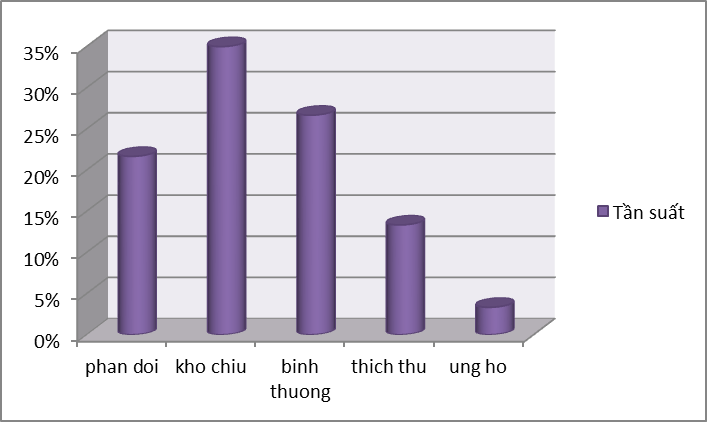 35%
30%
25%
20%
15%
10%
5%
0%
phan doi
kho chiu
binh
thuong
thich thu
ung ho
Tần suất